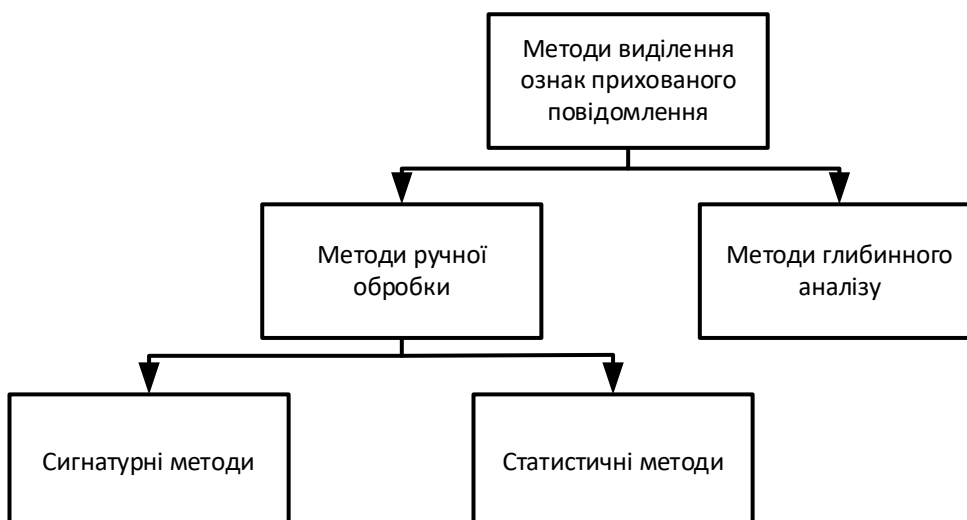 Методи виділення
ознак прихованого
повідомлення
Методи ручної
обробки
Методи глибинного
аналізу
Сигнатурні методи
Статистичні методи